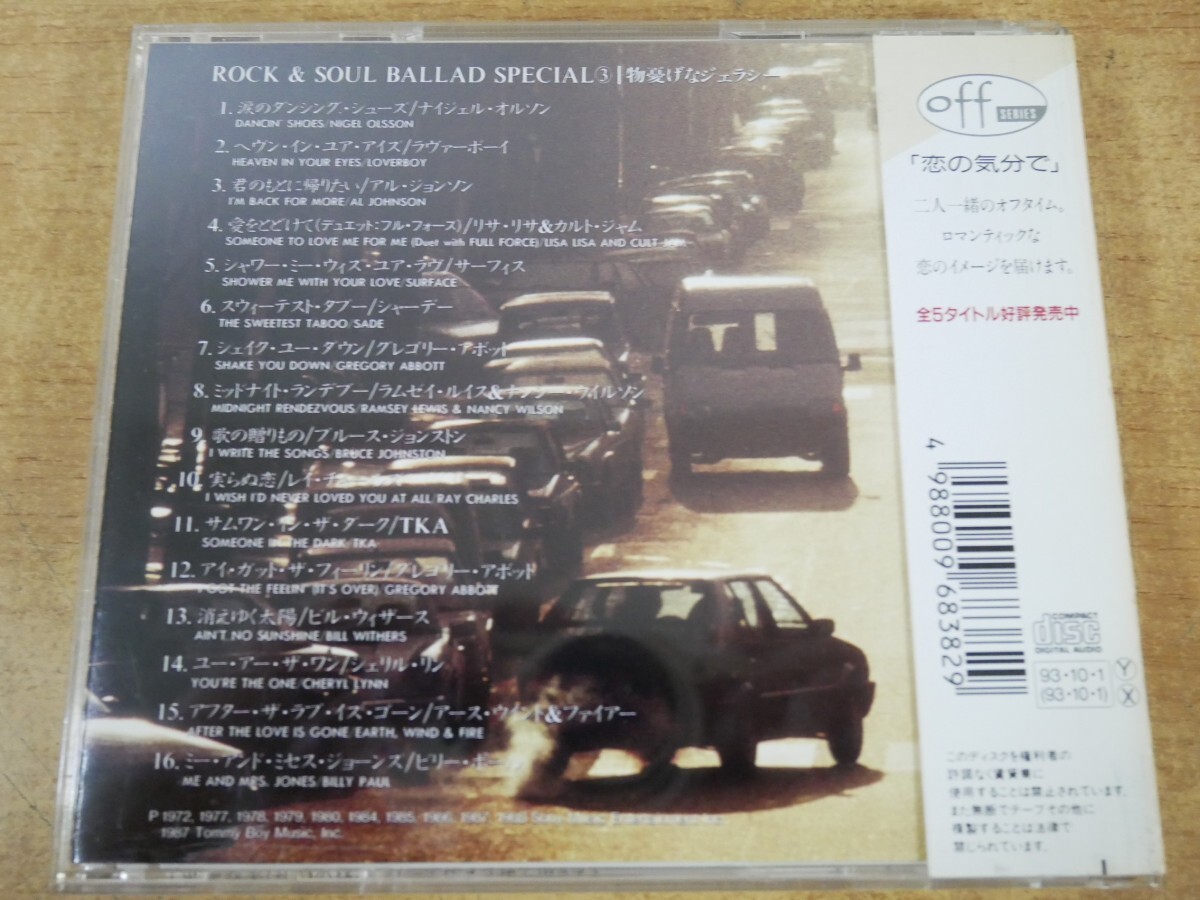 ROCK & SOUL BALLAD SPECIAL③|物憂げなジェラシー
1. 涙のダンシング・シューズ/ナイジェル・オルソン
DANCIN' SHOES/NIGEL OLSSON
2. ヘヴン・イン・ユア・アイズ/ラヴァーボーイ
HEAVEN IN YOUR EYES/LOVERBOY
3. 君のもとに帰りたい/アル・ジョンソン
I'M BACK FOR MORE/AL JOHNSON
4. 愛をとどけて(デュエット:フル・フォース)/リサ・リサ&カルト・ジャム
SOMEONE TO LOVE ME FOR ME (Duet with FULL FORCE)/LISA LISA AND CULT JAM
5. シャワー・ミー・ウィズ・ユア・ラヴ/サーフィス
SHOWER ME WITH YOUR LOVE/SURFACE
6. スウィーテスト・タブー/シャーデー
THE SWEETEST TABOO/SADE
7. シェイク・ユー・ダウン/グレゴリー・アボット
SHAKE YOU DOWN/GREGORY ABBOTT
8. ミッドナイト・ランデブー/ラムゼイ・ルイス&ナンシー・ウィルソン
MIDNIGHT RENDEZVOUS/RAMSEY LEWIS & NANCY WILSON
9. 歌の贈りもの/ブルース・ジョンストン
I WRITE THE SONGS/BRUCE JOHNSTON
10. 実らぬ恋/レイ・チャールズ
I WISH I'D NEVER LOVED YOU AT ALL/RAY CHARLES
11. サムワン・イン・ザ・ダーク/TKA
SOMEONE IN THE DARK/TKA
12. アイ・ガット・ザ・フィーリン/グレゴリー・アボット
I GOT THE FEELIN' (IT'S OVER)/GREGORY ABBOTT
13. 消えゆく太陽/ビル・ウィザース
AIN'T NO SUNSHINE/BILL WITHERS
14. ユー・アー・ザ・ワン/シェリル・リン
YOU'RE THE ONE/CHERYL LYNN
15. アフター・ザ・ラブ・イズ・ゴーン/アース・ウインド&ファイアー
AFTER THE LOVE IS GONE/EARTH, WIND & FIRE
16. ミー・アンド・ミセス・ジョーンズ/ビリー・ポール
ME AND MRS. JONES/BILLY PAUL
P 1972, 1977, 1978, 1979, 1980, 1984, 1985, 1986, 1987, 1988 Sony Music
1987 Tommy Boy Music, Inc.
off SERIES
「恋の気分で」
二人一緒のオフタイム。
ロマンティックな
恋のイメージを届けます。
全5タイトル好評発売中
4 988009 683829
COMPACT
disc
DIGITAL AUDIO
93・10・1 Y
(93・10・1) X
このディスクを権利者の
許諾なく賃貸業に
使用することは禁止されています。
また無断でテープその他に
複製することは法律で
禁じられています。